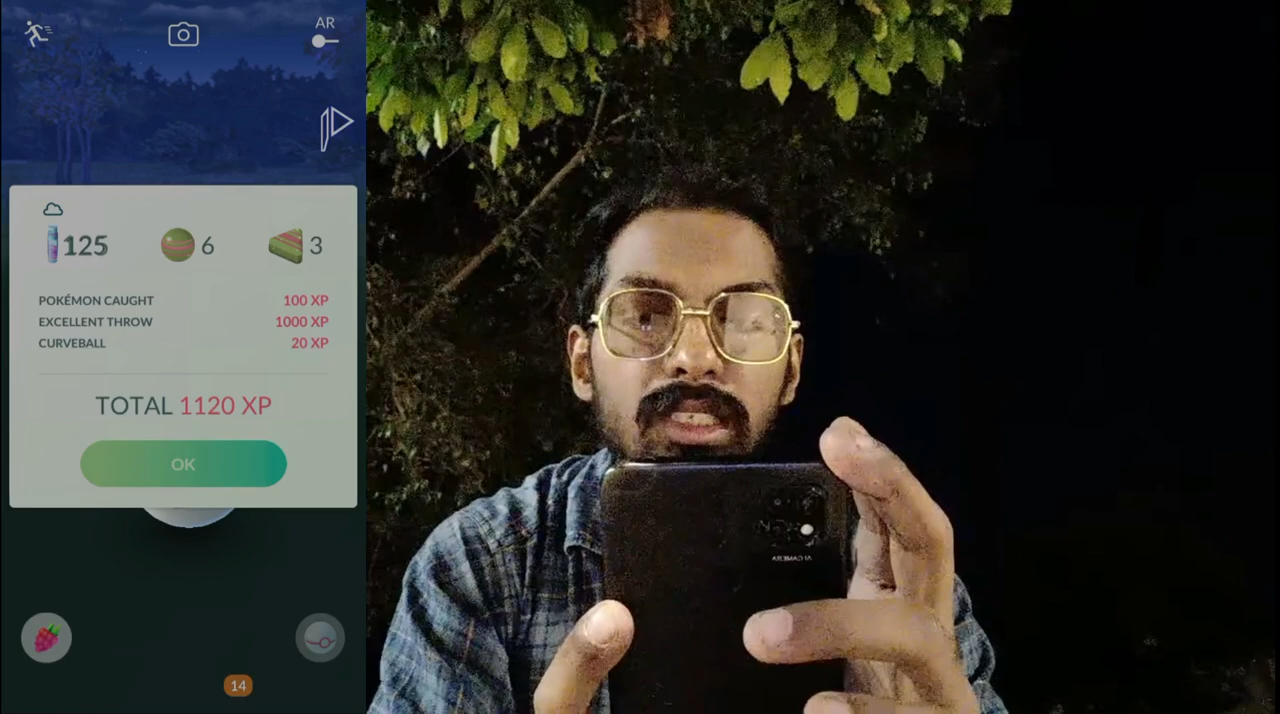 AR
125
6
3
POKÉMON CAUGHT 100 XP
EXCELLENT THROW 1000 XP
CURVEBALL 20 XP
TOTAL 1120 XP
OK
14